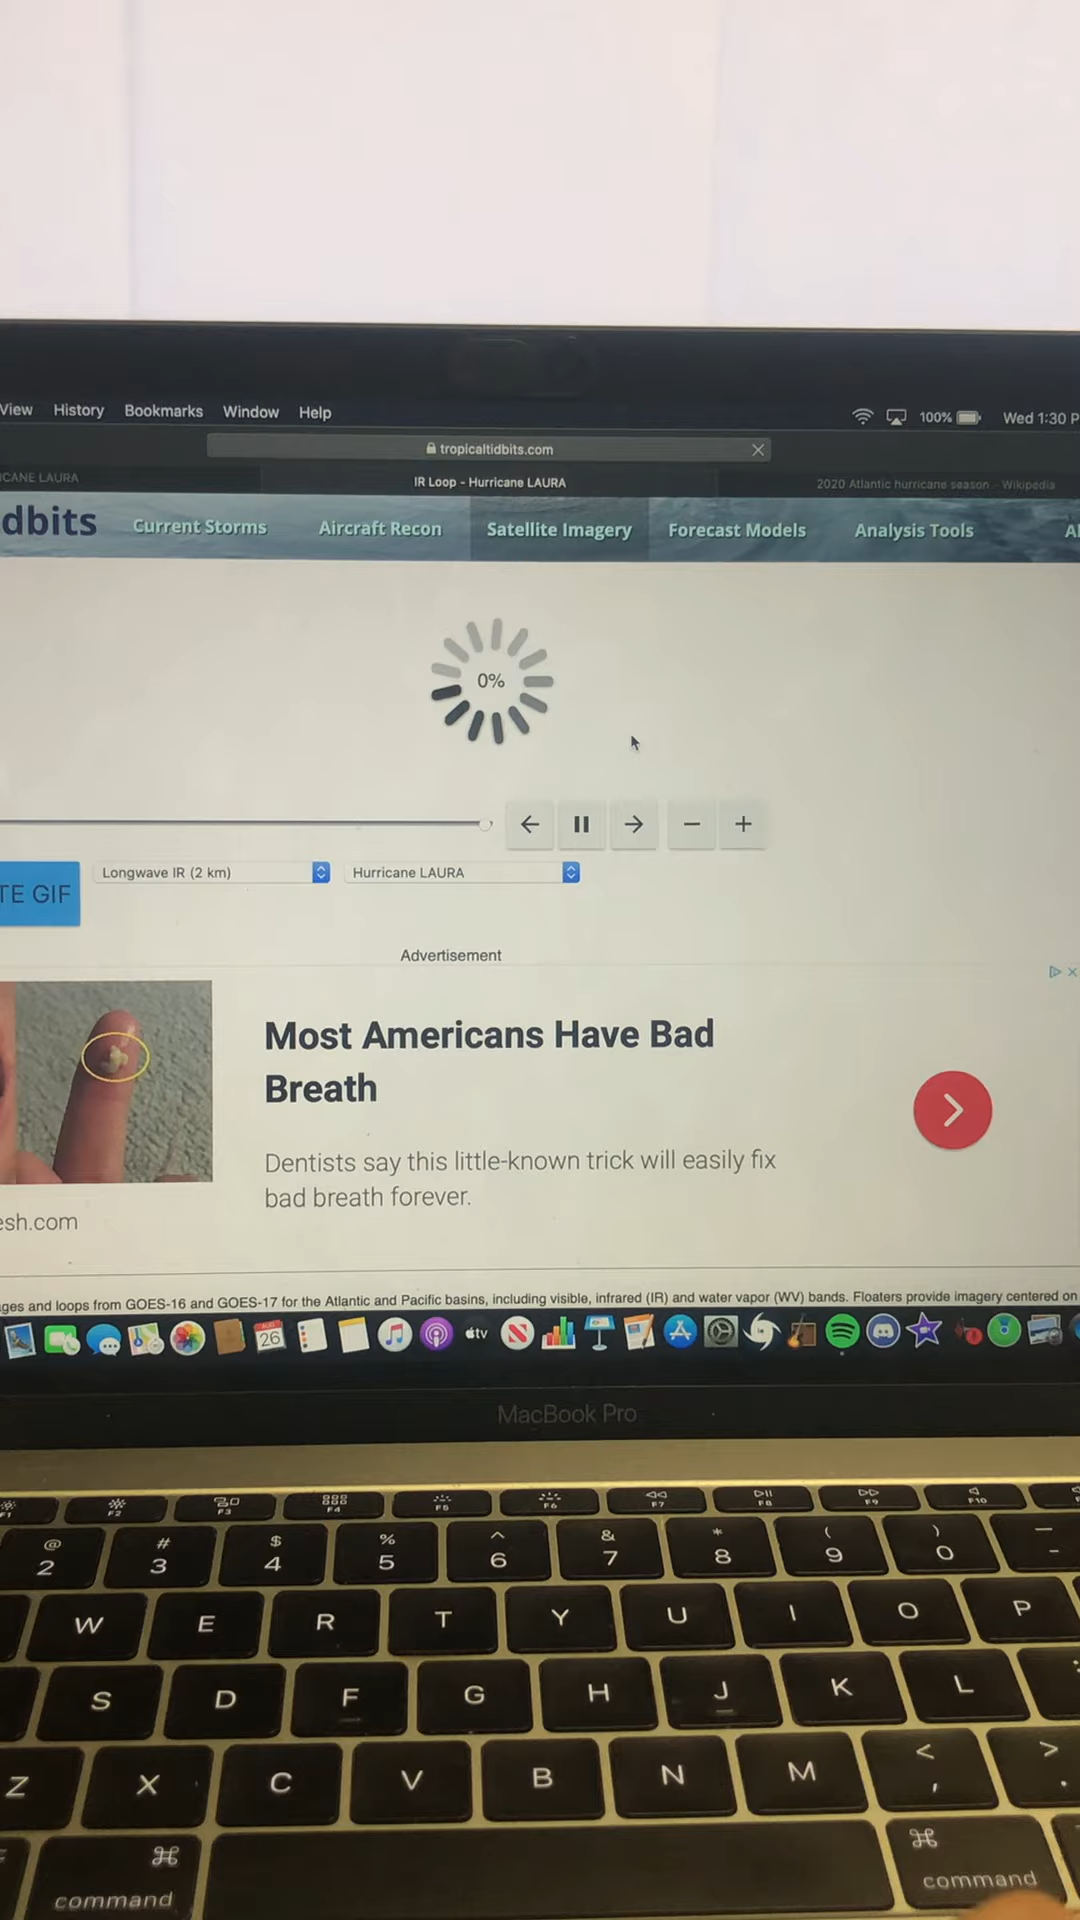 View History Bookmarks Window Help
100% Wed 1:30 P
tropicaltidbits.com
CANE LAURA
IR Loop - Hurricane LAURA
2020 Atlantic hurricane season - Wikipedia
dbits Current Storms Aircraft Recon Satellite Imagery Forecast Models Analysis Tools
0%
TE GIF
Longwave IR (2 km)
Hurricane LAURA
Advertisement
Most Americans Have Bad
Breath
Dentists say this little-known trick will easily fix
bad breath forever.
esh.com
ges and loops from GOES-16 and GOES-17 for the Atlantic and Pacific basins, including visible, infrared (IR) and water vapor (WV) bands. Floaters provide imagery centered on
AUG
26
tv
MacBook Pro
F1 F2 F3 F4 F5 F6 F7 F8 F9 F10
@ # $ % ^ & * ( ) —
2 3 4 5 6 7 8 9 0 -
W E R T Y U I O P
S D F G H J K L :
Z X C V B N M < >
, .
⌘ ⌘
command command